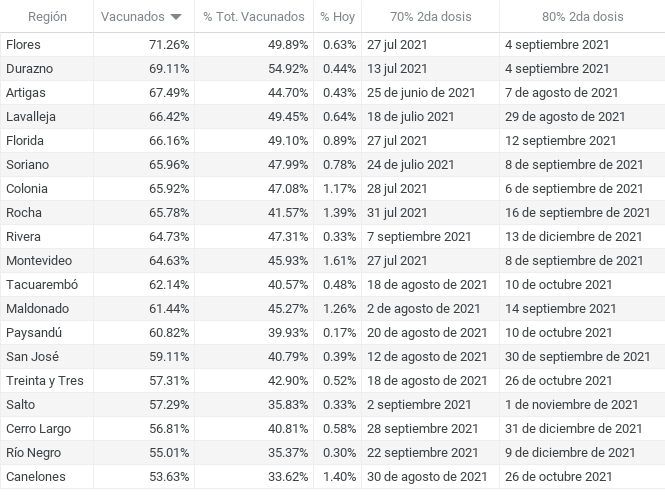 Región Vacunados % Tot. Vacunados % Hoy 70% 2da dosis 80% 2da dosis
Flores 71.26% 49.89% 0.63% 27 jul 2021 4 septiembre 2021
Durazno 69.11% 54.92% 0.44% 13 jul 2021 4 septiembre 2021
Artigas 67.49% 44.70% 0.43% 25 de junio de 2021 7 de agosto de 2021
Lavalleja 66.42% 49.45% 0.64% 18 de julio 2021 29 de agosto de 2021
Florida 66.16% 49.10% 0.89% 27 jul 2021 12 septiembre 2021
Soriano 65.96% 47.99% 0.78% 24 de julio 2021 8 de septiembre de 2021
Colonia 65.92% 47.08% 1.17% 28 jul 2021 6 de septiembre de 2021
Rocha 65.78% 41.57% 1.39% 31 jul 2021 16 de septiembre de 2021
Rivera 64.73% 47.31% 0.33% 7 septiembre 2021 13 de diciembre de 2021
Montevideo 64.63% 45.93% 1.61% 27 jul 2021 8 de septiembre de 2021
Tacuarembó 62.14% 40.57% 0.48% 18 de agosto de 2021 10 de octubre 2021
Maldonado 61.44% 45.27% 1.26% 2 de agosto de 2021 14 septiembre 2021
Paysandú 60.82% 39.93% 0.17% 20 de agosto de 2021 10 de octubre 2021
San José 59.11% 40.79% 0.39% 12 de agosto de 2021 30 de septiembre de 2021
Treinta y Tres 57.31% 42.90% 0.52% 18 de agosto de 2021 26 de octubre 2021
Salto 57.29% 35.83% 0.33% 2 septiembre 2021 1 de noviembre de 2021
Cerro Largo 56.81% 40.81% 0.58% 28 septiembre 2021 31 de diciembre de 2021
Río Negro 55.01% 35.37% 0.30% 22 septiembre 2021 9 de diciembre de 2021
Canelones 53.63% 33.62% 1.40% 30 de agosto de 2021 26 de octubre 2021